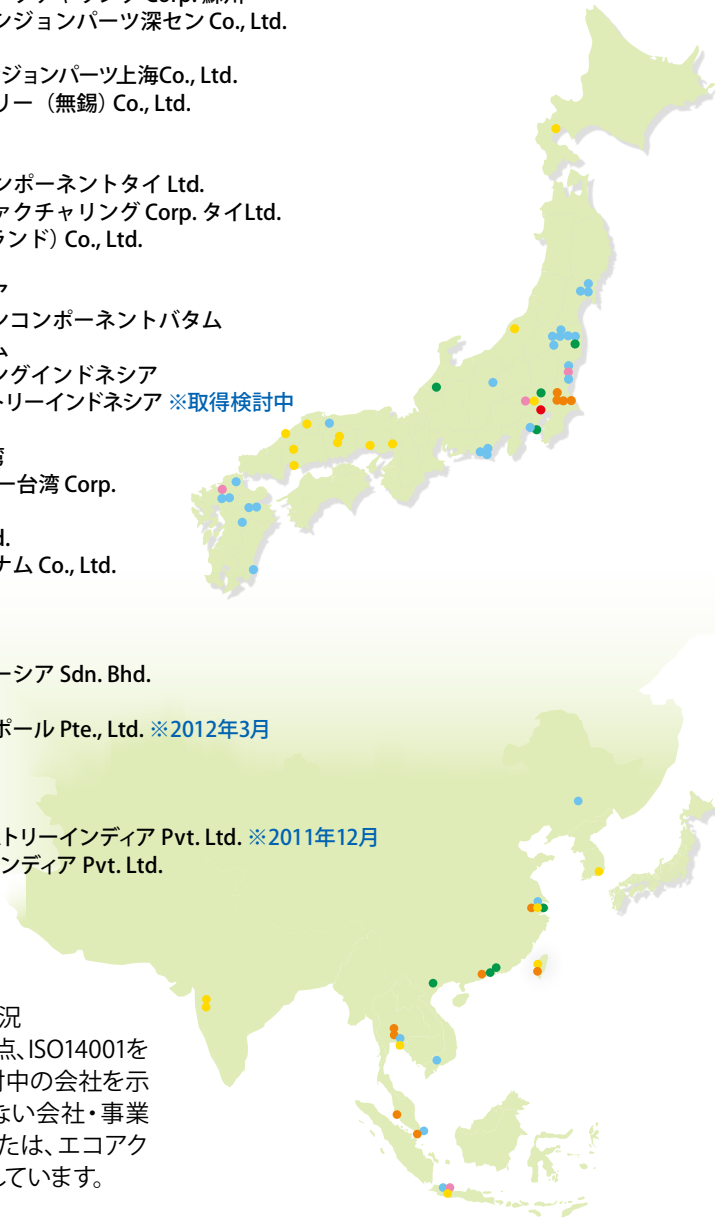 ンジョンパーツ深セン Co., Ltd.
ジョンパーツ上海Co., Ltd.
リー（無錫）Co., Ltd.
ンポーネントタイ Ltd.
ァクチャリング Corp. タイLtd.
ランド）Co., Ltd.
ンコンポーネントバタム
ム
ングインドネシア
トリーインドネシア ※取得検討中
ー台湾 Corp.
d.
ナム Co., Ltd.
ーシア Sdn. Bhd.
ポール Pte., Ltd. ※2012年3月
ストリーインディア Pvt. Ltd. ※2011年12月
ンディア Pvt. Ltd.
況
点、ISO14001を
討中の会社を示
ない会社・事業
たは、エコアク
しています。